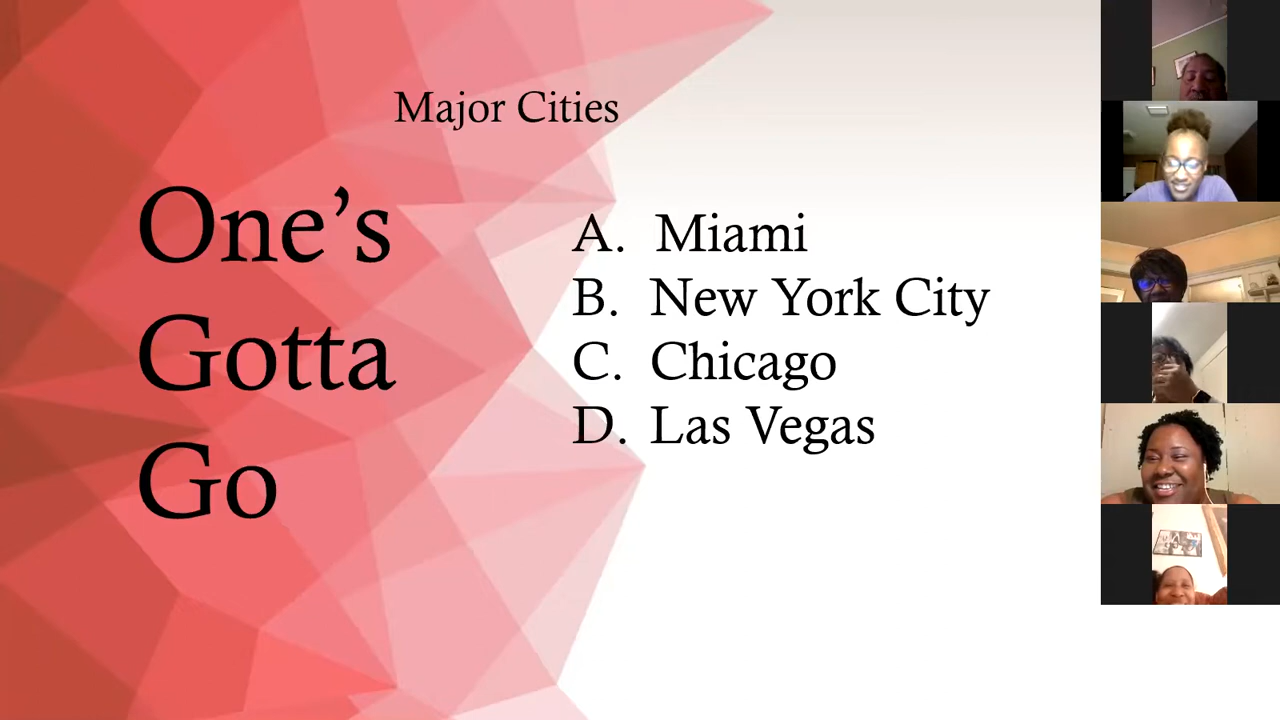 Major Cities
One’s
Gotta
Go
A. Miami
B. New York City
C. Chicago
D. Las Vegas